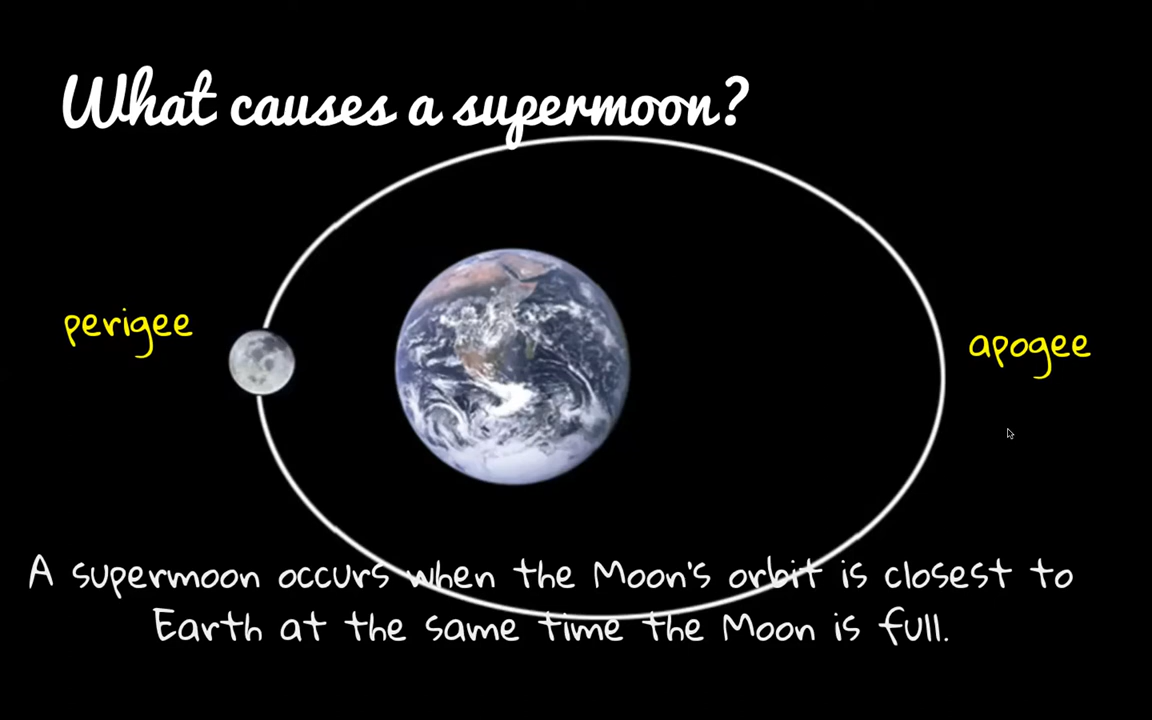 What causes a supermoon?
perigee
apogee
A supermoon occurs when the Moon's orbit is closest to
Earth at the same time the Moon is full.